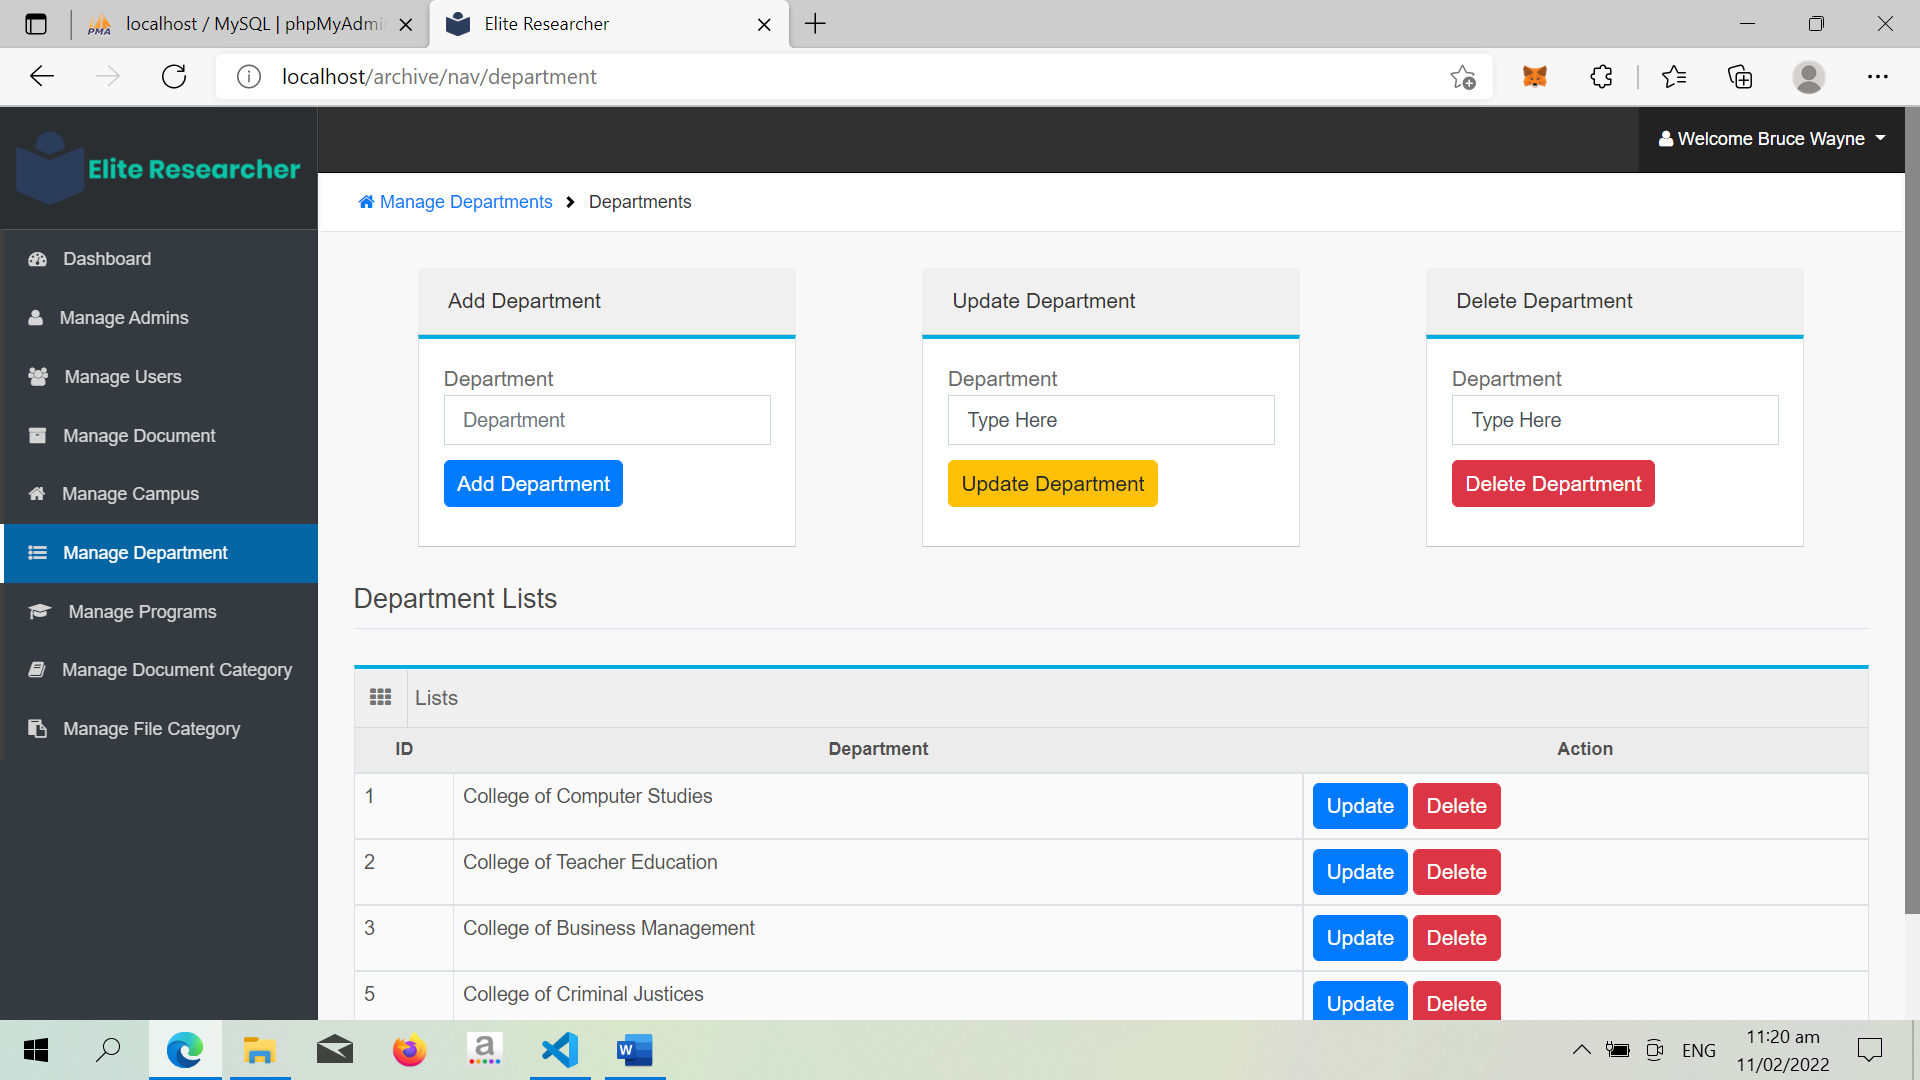 localhost / MySQL | phpMyAdmi
Elite Researcher
localhost/archive/nav/department
Elite Researcher
Welcome Bruce Wayne
Manage Departments
Departments
Dashboard
Manage Admins
Manage Users
Manage Document
Manage Campus
Manage Department
Manage Programs
Manage Document Category
Manage File Category
Add Department
Department
Department
Add Department
Update Department
Department
Type Here
Update Department
Delete Department
Department
Type Here
Delete Department
Department Lists
Lists
ID Department Action
1 College of Computer Studies Update Delete
2 College of Teacher Education Update Delete
3 College of Business Management Update Delete
5 College of Criminal Justices Update Delete
ENG
11:20 am
11/02/2022